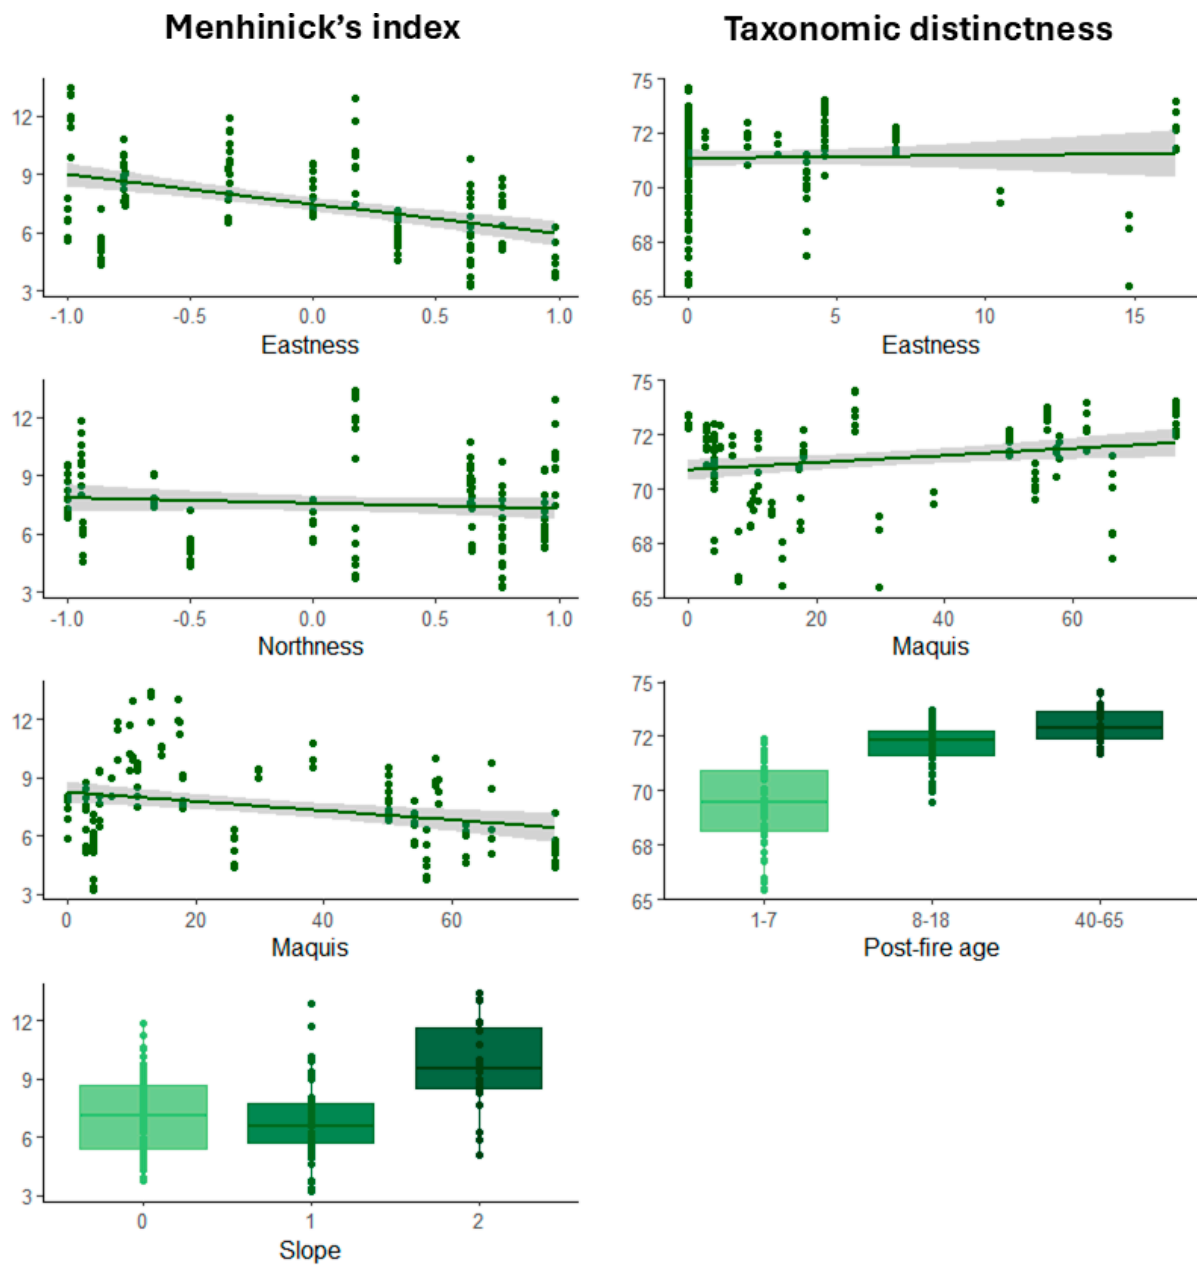 Menhinick's index
Taxonomic distinctness
12
9
6
3
-1.0 -0.5 0.0 0.5 1.0
Eastness
75
72
70
68
65
0 5 10 15
Eastness
12
9
6
3
-1.0 -0.5 0.0 0.5 1.0
Northness
75
72
70
68
65
0 20 40 60
Maquis
12
9
6
3
0 20 40 60
Maquis
75
72
70
68
65
1-7 8-18 40-65
Post-fire age
12
9
6
3
0 1 2
Slope